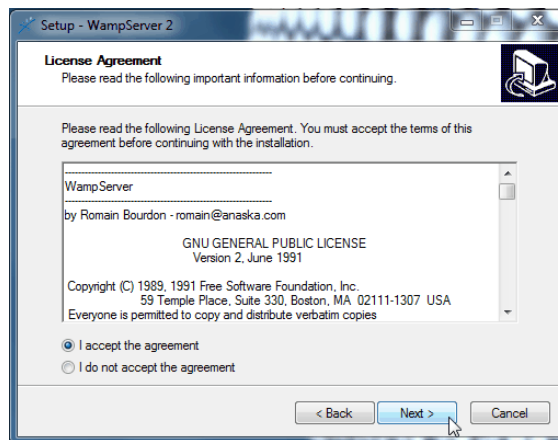 Setup - WampServer 2
License Agreement
Please read the following important information before continuing.
Please read the following License Agreement. You must accept the terms of this
agreement before continuing with the installation.
----------------------------------------------------------
WampServer
----------------------------------------------------------
by Romain Bourdon - romain@anaska.com
GNU GENERAL PUBLIC LICENSE
Version 2, June 1991
Copyright (C) 1989, 1991 Free Software Foundation, Inc.
59 Temple Place, Suite 330, Boston, MA  02111-1307  USA
Everyone is permitted to copy and distribute verbatim copies
I accept the agreement
I do not accept the agreement
< Back Next > Cancel